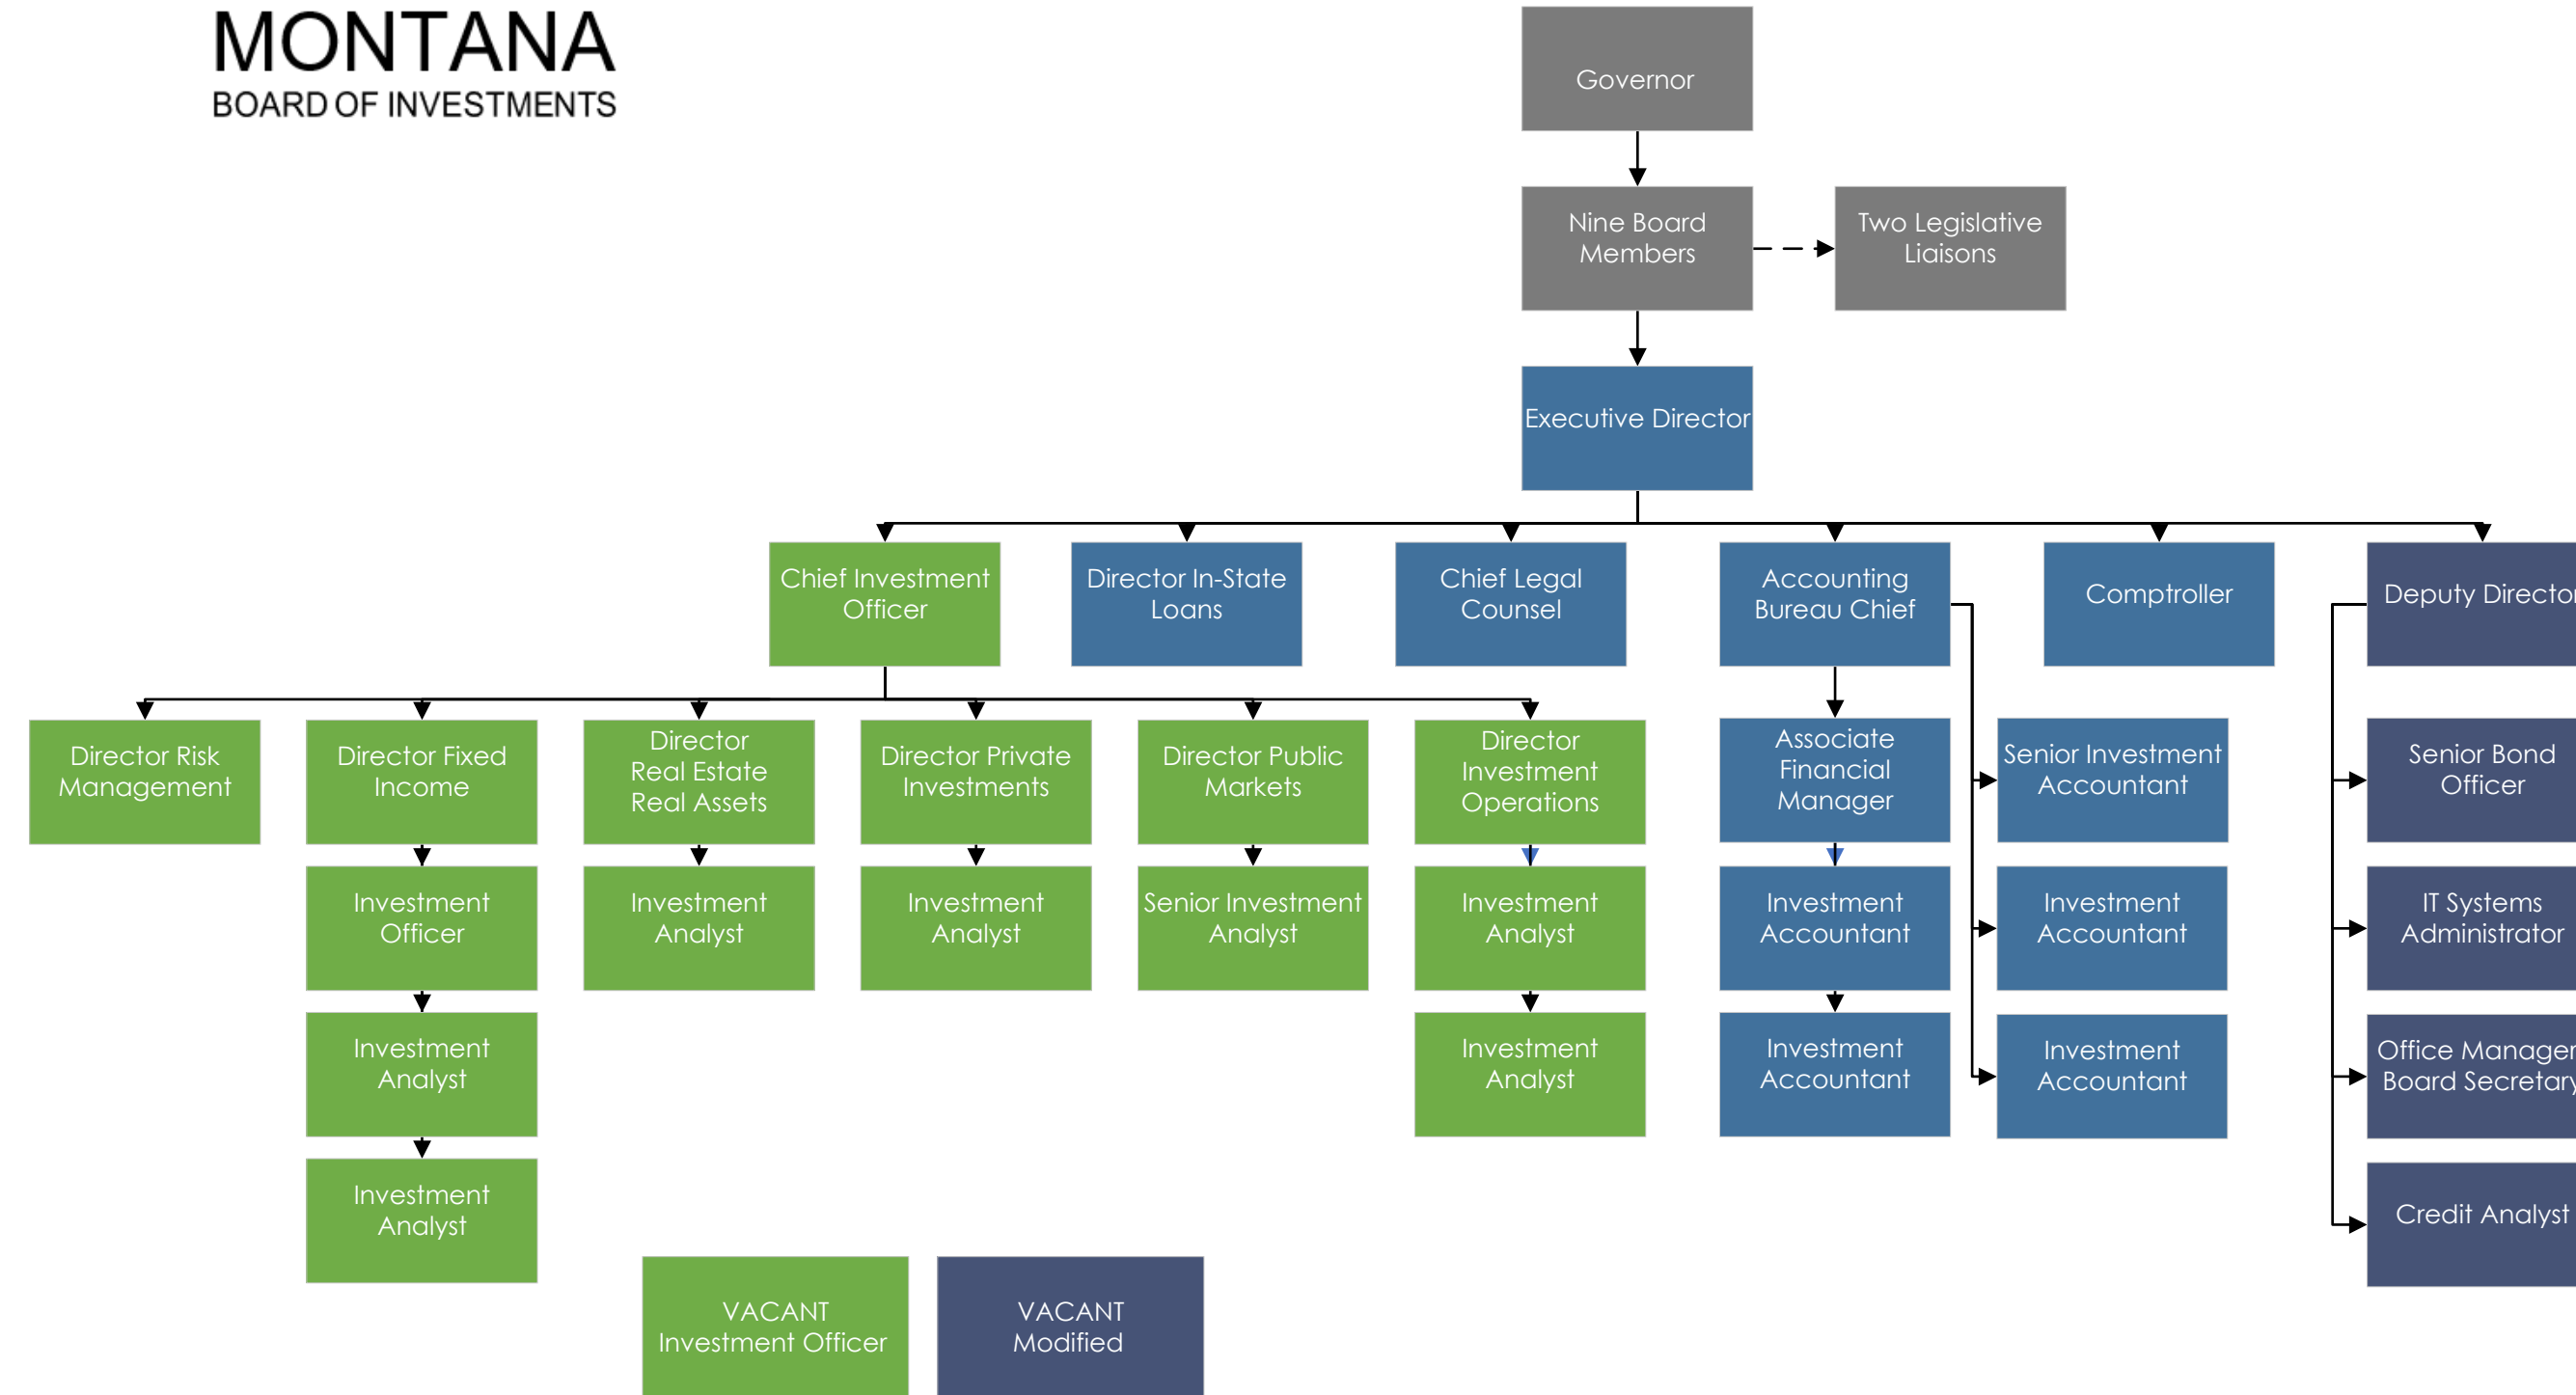 MONTANA
BOARD OF INVESTMENTS
Governor
Nine Board
Members
Two Legislative
Liaisons
Executive Director
Chief Investment
Officer
Director In-State
Loans
Chief Legal
Counsel
Accounting
Bureau Chief
Comptroller
Deputy Director
Director Risk
Management
Director Fixed
Income
Director
Real Estate
Real Assets
Director Private
Investments
Director Public
Markets
Director
Investment
Operations
Associate
Financial
Manager
Senior Investment
Accountant
Senior Bond
Officer
Investment
Officer
Investment
Analyst
Investment
Analyst
Senior Investment
Analyst
Investment
Analyst
Investment
Accountant
Investment
Accountant
IT Systems
Administrator
Investment
Analyst
Investment
Analyst
Investment
Accountant
Investment
Accountant
Office Manager
Board Secretary
Investment
Analyst
Credit Analyst
VACANT
Investment Officer
VACANT
Modified